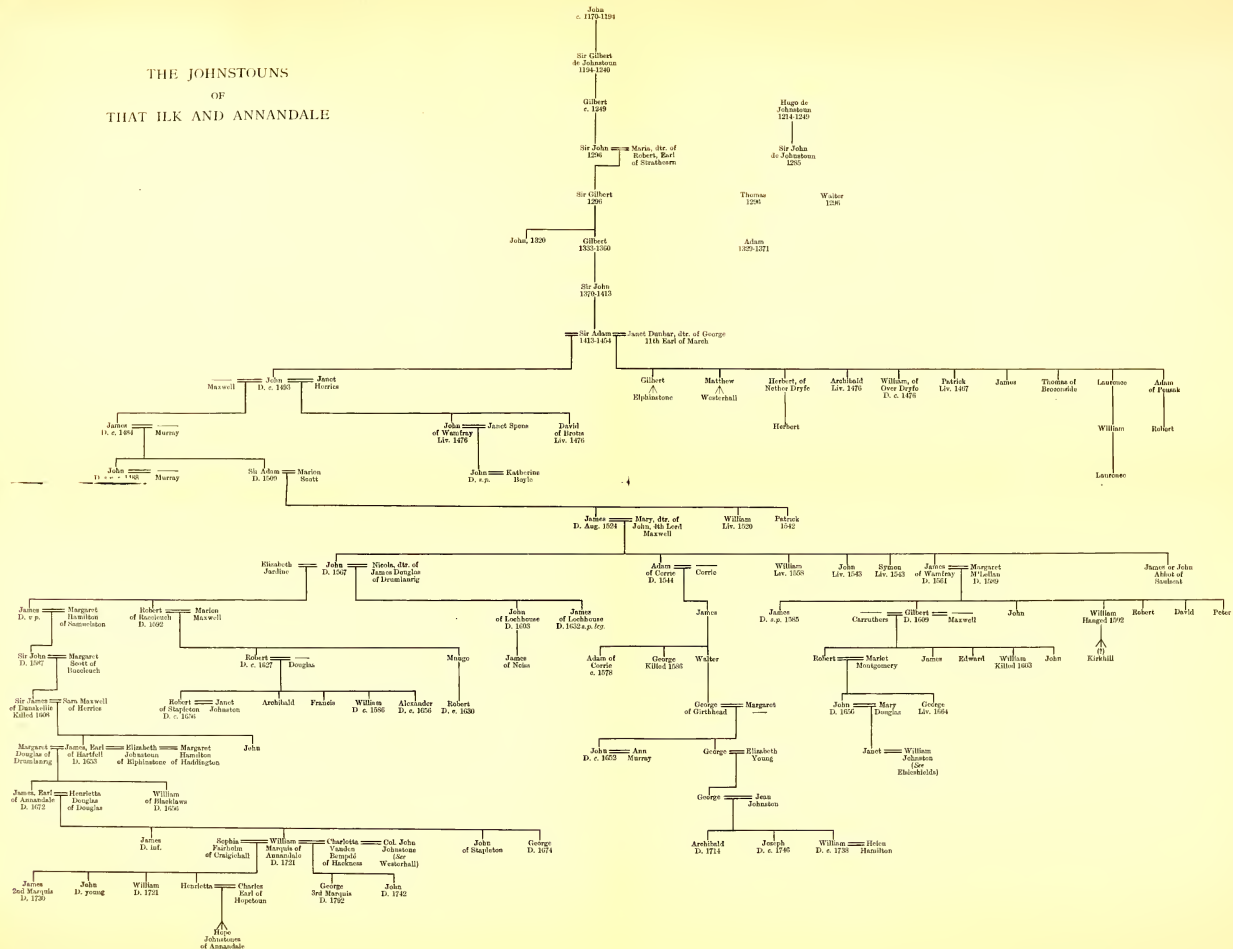 John
c. 1170-1194
Sir Gilbert
de Johnstoun
1194-1240
THE JOHNSTOUNS
OF
THAT ILK AND ANNANDALE
Gilbert
c. 1249
Hugo de
Johnstoun
1214-1249
Sir John
1296
Maria, dtr. of
Robert, Earl
of Strathearn
Sir John
de Johnstoun
1285
Sir Gilbert
1296
Thomas
1296
Walter
1296
John, 1320
Gilbert
1333-1360
Adam
1329-1371
Sir John
1370-1413
Sir Adam
1413-1454
Janet Dunbar, dtr. of George
11th Earl of March
Maxwell
John
D. c. 1493
Janet
Herries
Gilbert
Elphinstone
Matthew
Westerhall
Herbert, of
Nether Dryfe
Archibald
Liv. 1476
William, of
Over Dryfe
D. c. 1476
Patrick
Liv. 1467
James
Thomas of
Brozonside
Laurence
Adam
of Pousak
James
D. c. 1484
Murray
John
of Wamfray
Liv. 1476
Janet Spens
David
of Brotis
Liv. 1476
Herbert
William
Robert
John
Murray
Sir Adam
D. 1509
Marion
Scott
John
D. s.p.
Katherine
Boyle
Laurence
James
D. Aug. 1524
Mary, dtr. of
John, 4th Lord
Maxwell
William
Liv. 1520
Patrick
1542
Elizabeth
Jardine
John
D. 1567
Nicola, dtr. of
James Douglas
of Drumlanrig
Adam
of Corrie
D. 1544
Corrie
William
Liv. 1558
John
Liv. 1543
Symon
Liv. 1543
James
of Wamfray
D. 1561
Margaret
M'Lellan
D. 1589
James or John
Abbot of
Saulseat
James
D. v p.
Margaret
Hamilton
of Samuelston
Robert
of Raecleuch
D. 1592
Marion
Maxwell
John
of Lochhouse
D. 1603
James
of Lochhouse
D. 1632 s.p. leg.
James
James
D. s.p. 1585
Carruthers
Gilbert
D. 1609
Maxwell
John
William
Hanged 1592
Robert
David
Peter
Sir John
D. 1587
Margaret
Scott of
Buccleuch
Robert
D. c. 1627
Douglas
Mungo
James
of Neiss
Adam of
Corrie
c. 1578
George
Killed 1586
Walter
Robert
Mariot
Montgomery
James
Edward
William
Killed 1603
John
(?)
Kirkhill
Sir James
of Dunskellie
Killed 1608
Sara Maxwell
of Herries
Robert
of Stapleton
D. c. 1656
Janet
Johnston
Archibald
Francis
William
D c. 1586
Alexander
D. c. 1656
Robert
D. c. 1630
George
of Girthhead
Margaret
John
D. 1656
Mary
Douglas
George
Liv. 1664
Margaret
Douglas of
Drumlanrig
James, Earl
of Hartfell
D. 1653
Elizabeth
Johnstoun
of Elphinstone
Margaret
Hamilton
of Haddington
John
John
D. c. 1652
Ann
Murray
George
Elizabeth
Young
Janet
William
Johnston
(See
Elsieshields)
James, Earl
of Annandale
D. 1672
Henrietta
Douglas
of Douglas
William
of Blacklaws
D. 1656
George
Jean
Johnston
James
D. inf.
Sophia
Fairholm
of Craigiehall
William
Marquis of
Annandale
D. 1721
Charlotta
Vanden
Bempdé
of Hackness
Col. John
Johnstone
(See
Westerhall)
John
of Stapleton
George
D. 1674
Archibald
D. 1714
Joseph
D. c. 1746
William
D. c. 1738
Helen
Hamilton
James
2nd Marquis
D. 1730
John
D. young
William
D. 1721
Henrietta
Charles
Earl of
Hopetoun
George
3rd Marquis
D. 1792
John
D. 1742
Hope
Johnstones
of Annandale